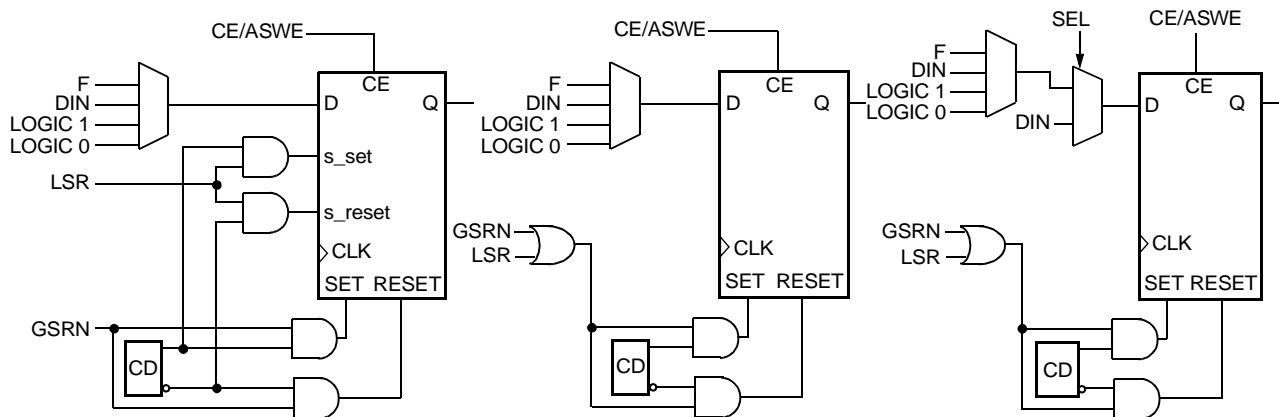 CE/ASWE
F
DIN
LOGIC 1
LOGIC 0
D
CE
Q
LSR
s_set
s_reset
CLK
SET RESET
GSRN
CD
CE/ASWE
F
DIN
LOGIC 1
LOGIC 0
D
CE
Q
GSRN
LSR
CLK
SET RESET
CD
SEL
CE/ASWE
F
DIN
LOGIC 1
LOGIC 0
DIN
D
CE
Q
GSRN
LSR
CLK
SET RESET
CD